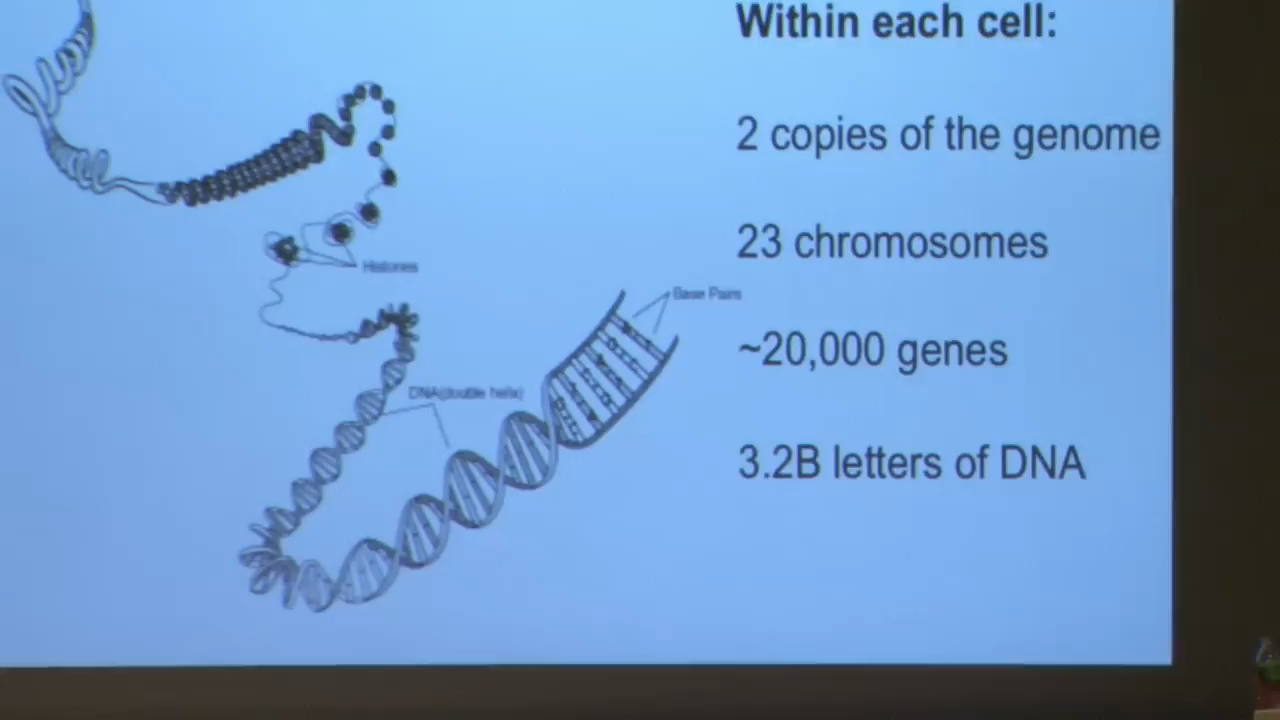 Within each cell:
2 copies of the genome
23 chromosomes
Histones
Base Pairs
~20,000 genes
DNA(double helix)
3.2B letters of DNA